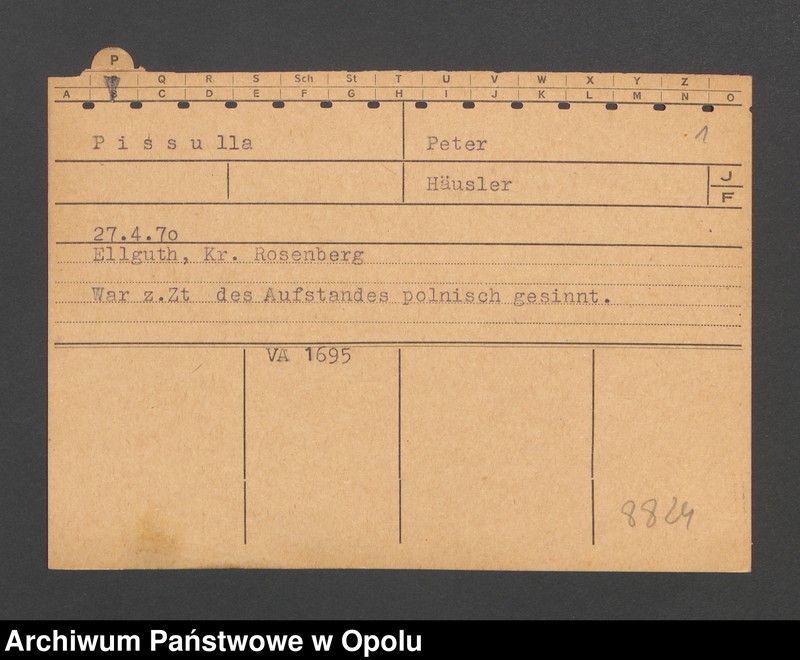 P
P Q R S Sch St T U V W X Y Z
A C D E F G H I J K L M N O
P i s s u lla Peter 1
Häusler J
F
27.4.7o
Ellguth, Kr. Rosenberg
War z.Zt des Aufstandes polnisch gesinnt.
VA 1695
8824
Archiwum Państwowe w Opolu